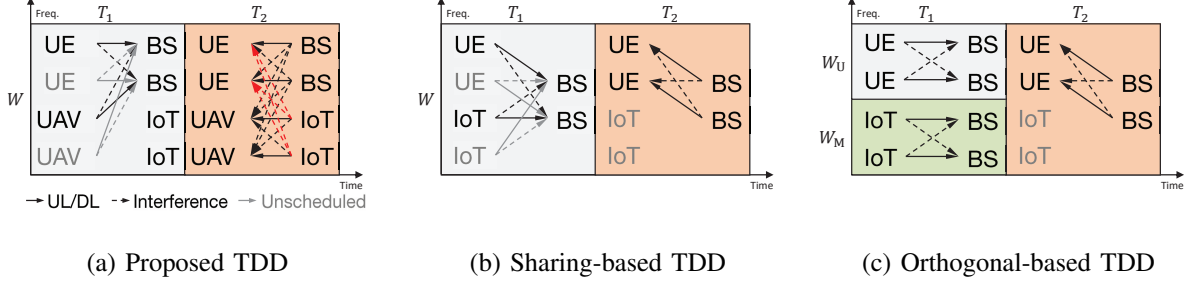 Freq. T₁ T₂
UE BS UE BS
UE BS UE BS
W
UAV IoT UAV IoT
UAV IoT UAV IoT
Time
UL/DL Interference Unscheduled
(a) Proposed TDD
Freq. T₁ T₂
UE UE
UE BS UE BS
W
IoT BS IoT BS
IoT IoT
Time
(b) Sharing-based TDD
Freq. T₁ T₂
UE BS UE
W_U
UE BS UE BS
IoT BS IoT BS
W_M
IoT BS IoT
Time
(c) Orthogonal-based TDD